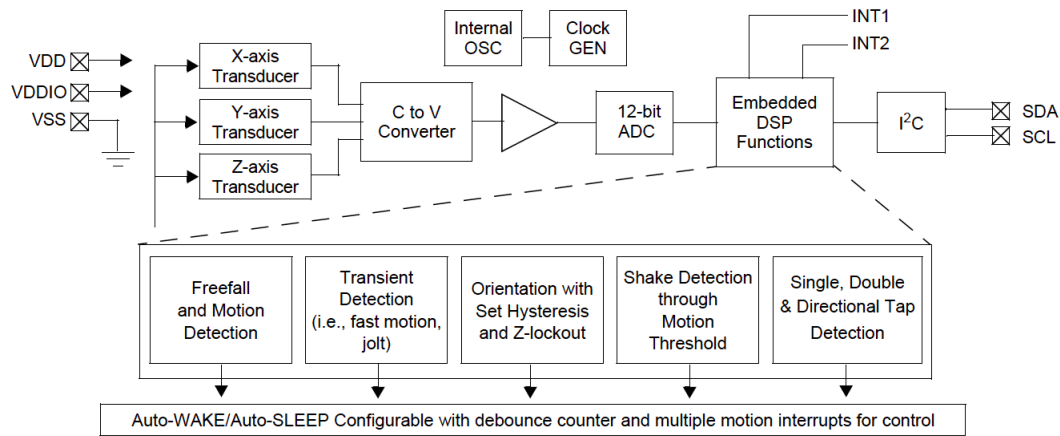 VDD
VDDIO
VSS
X-axis
Transducer
Y-axis
Transducer
Z-axis
Transducer
C to V
Converter
Internal
OSC
Clock
GEN
12-bit
ADC
Embedded
DSP
Functions
INT1
INT2
I²C
SDA
SCL
Freefall
and Motion
Detection
Transient
Detection
(i.e., fast motion,
jolt)
Orientation with
Set Hysteresis
and Z-lockout
Shake Detection
through
Motion
Threshold
Single, Double
& Directional Tap
Detection
Auto-WAKE/Auto-SLEEP Configurable with debounce counter and multiple motion interrupts for control